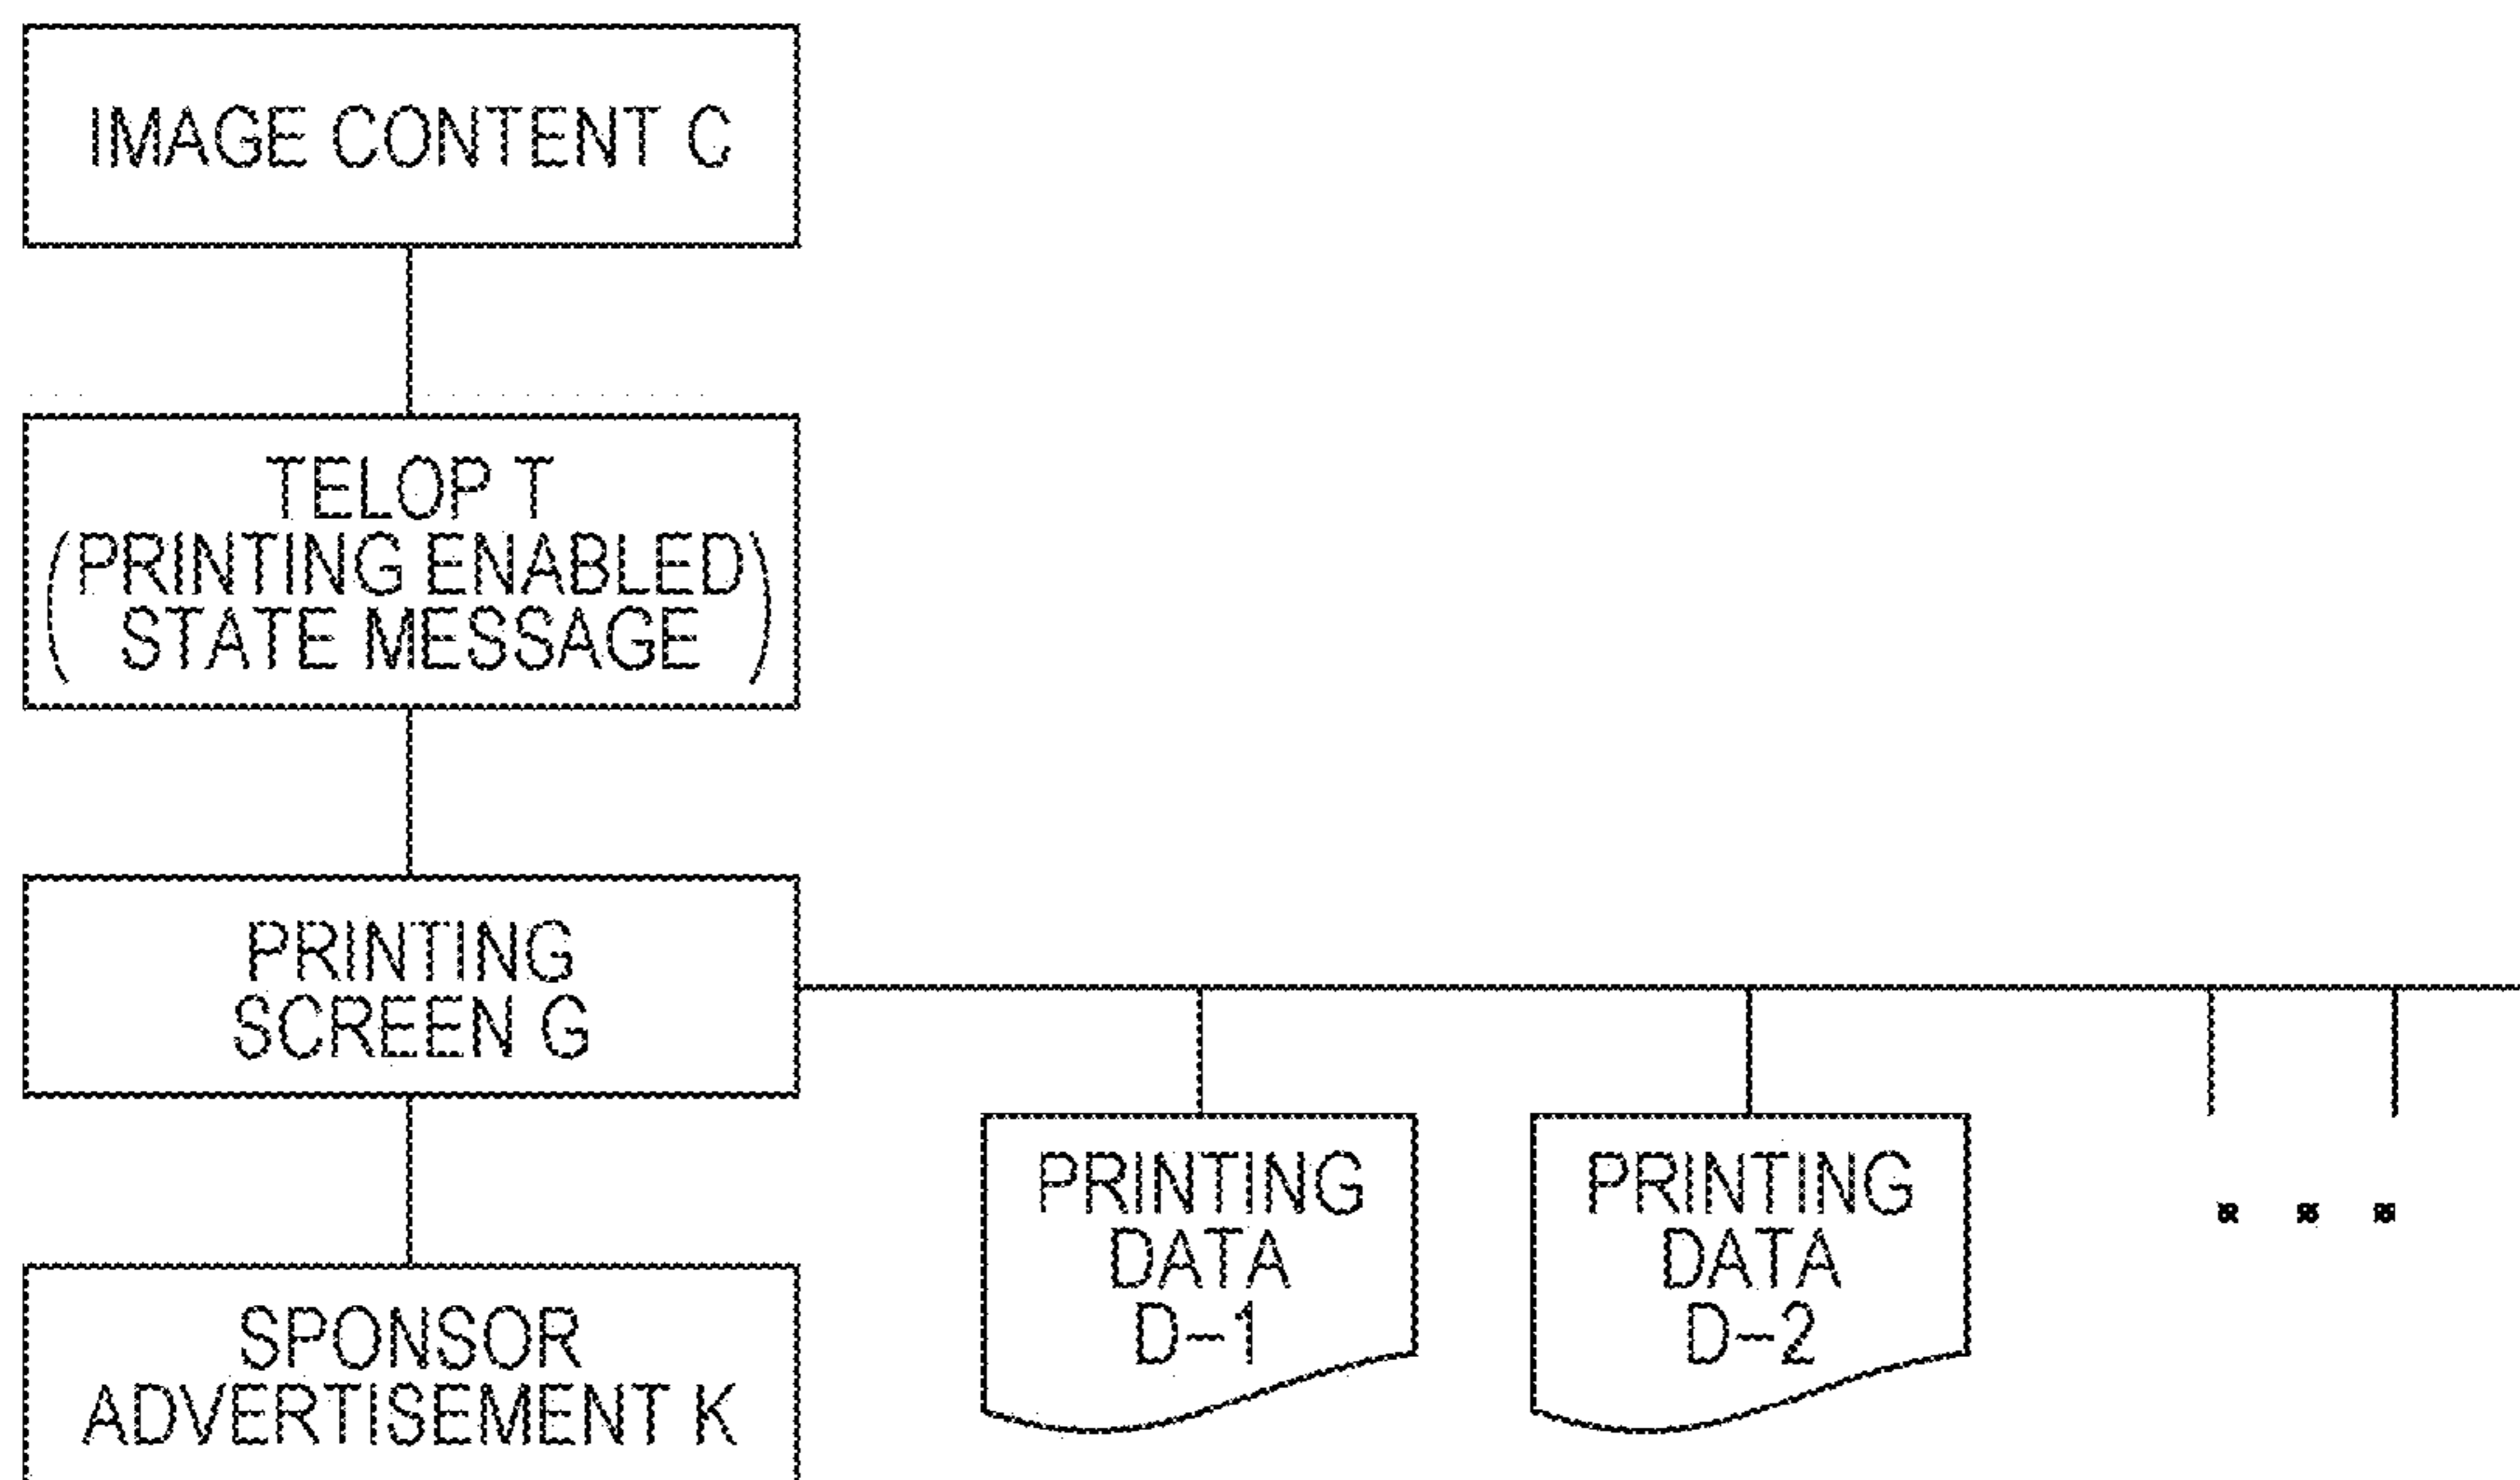 IMAGE CONTENT C
TELOP T
(PRINTING ENABLED
STATE MESSAGE)
PRINTING
SCREEN G
PRINTING
DATA
D-1
PRINTING
DATA
D-2
SPONSOR
ADVERTISEMENT K